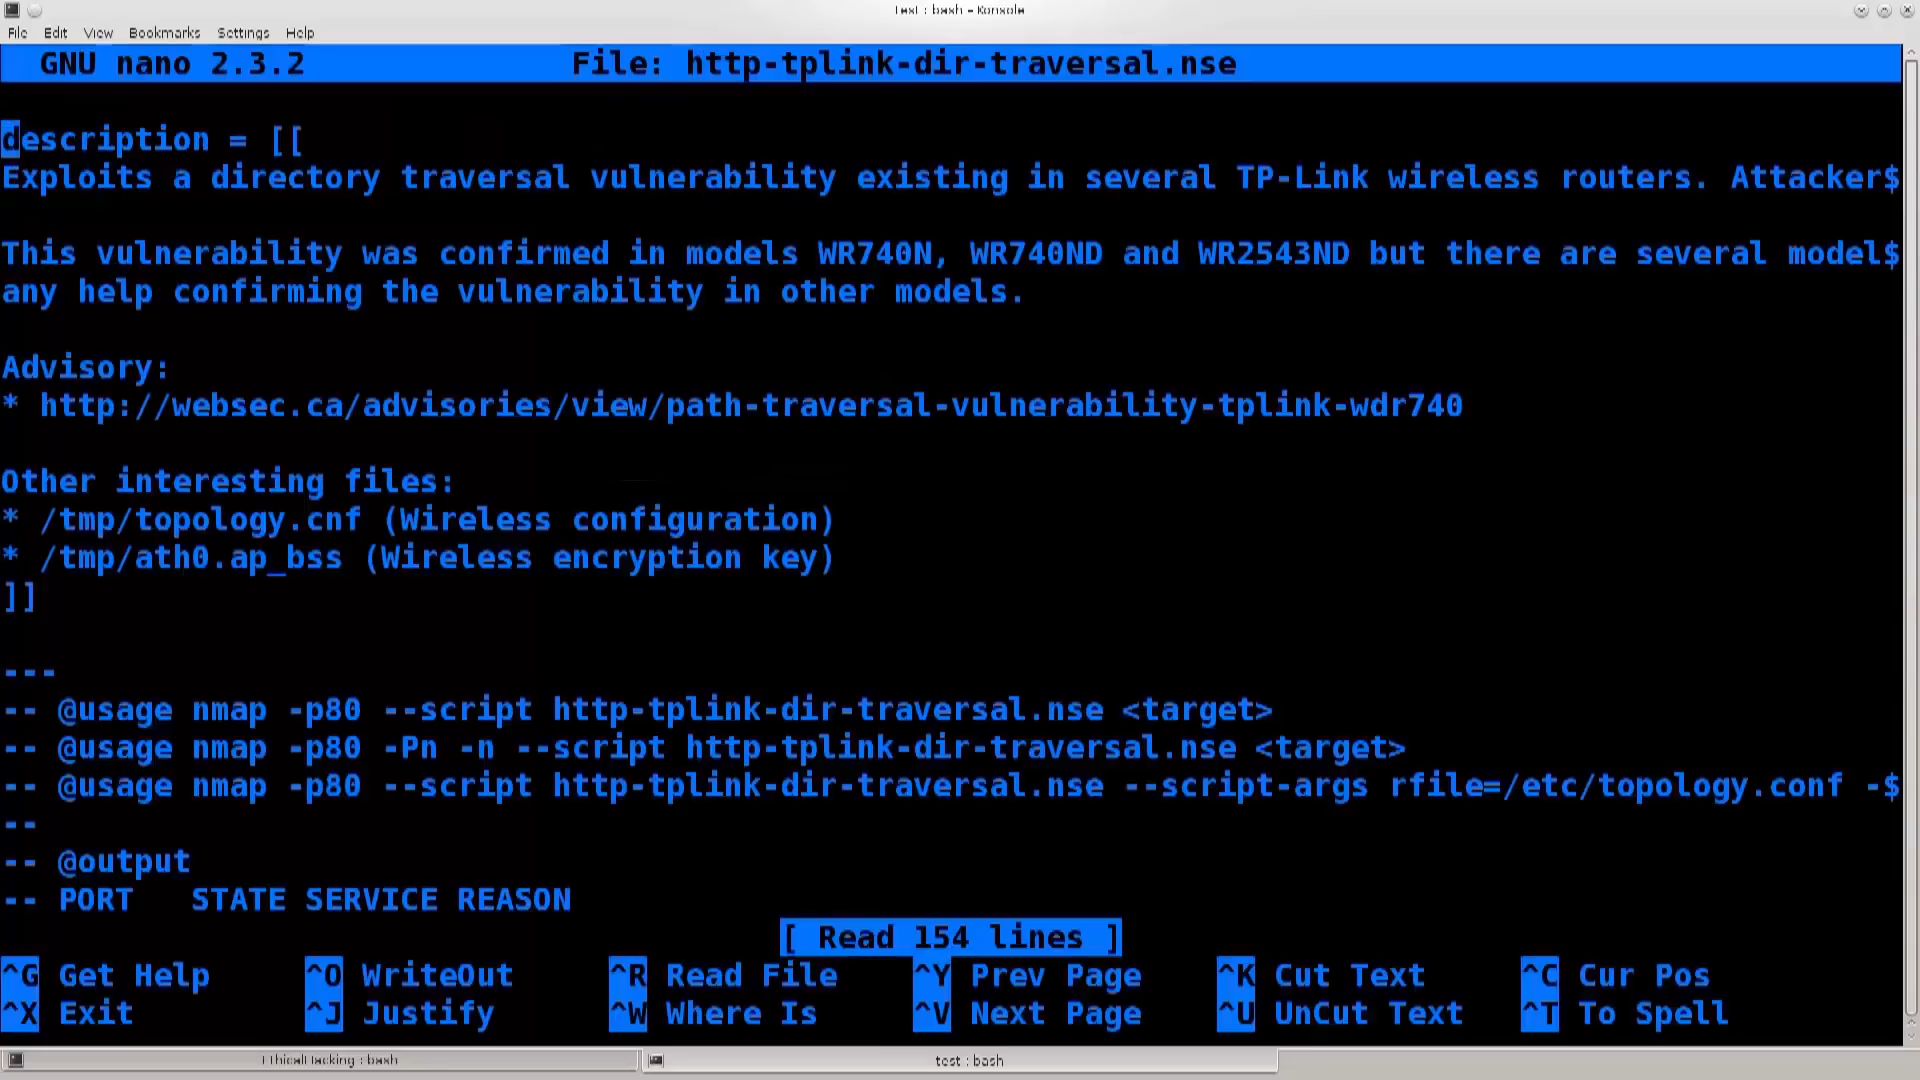 Test : bash – Konsole
File Edit View Bookmarks Settings Help
GNU nano 2.3.2 File: http-tplink-dir-traversal.nse
description = [[
Exploits a directory traversal vulnerability existing in several TP-Link wireless routers. Attacker$
This vulnerability was confirmed in models WR740N, WR740ND and WR2543ND but there are several model$
any help confirming the vulnerability in other models.
Advisory:
* http://websec.ca/advisories/view/path-traversal-vulnerability-tplink-wdr740
Other interesting files:
* /tmp/topology.cnf (Wireless configuration)
* /tmp/ath0.ap_bss (Wireless encryption key)
]]
---
-- @usage nmap -p80 --script http-tplink-dir-traversal.nse <target>
-- @usage nmap -p80 -Pn -n --script http-tplink-dir-traversal.nse <target>
-- @usage nmap -p80 --script http-tplink-dir-traversal.nse --script-args rfile=/etc/topology.conf -$
--
-- @output
-- PORT STATE SERVICE REASON
[ Read 154 lines ]
^G Get Help ^O WriteOut ^R Read File ^Y Prev Page ^K Cut Text ^C Cur Pos
^X Exit ^J Justify ^W Where Is ^V Next Page ^U UnCut Text ^T To Spell
EthicalHacking : bash test : bash